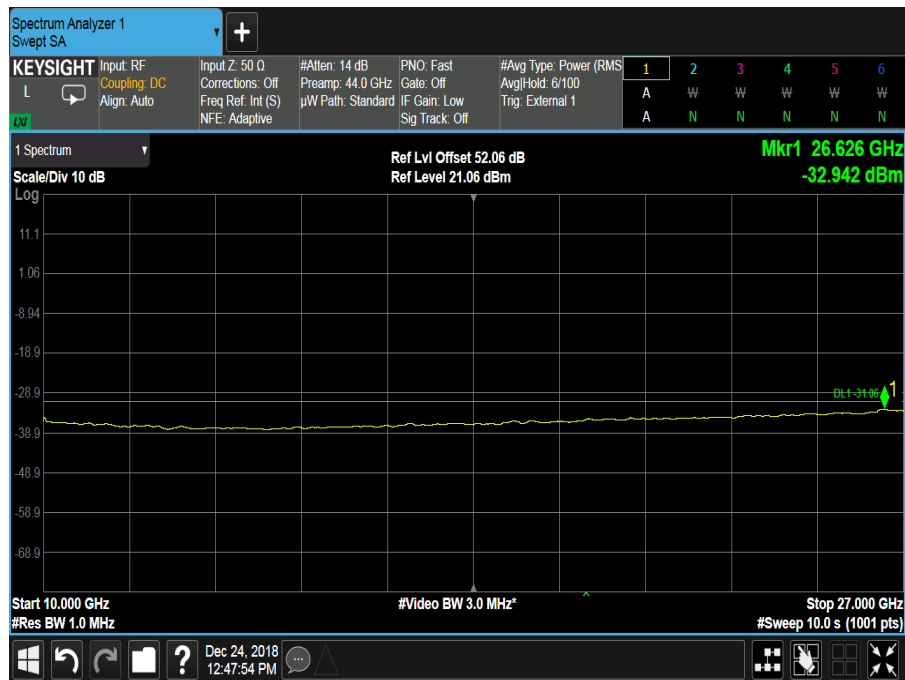 Spectrum Analyzer 1
Swept SA
KEYSIGHT Input: RF Input Z: 50 Ω #Atten: 14 dB PNO: Fast #Avg Type: Power (RMS 1 2 3 4 5 6
L Coupling: DC Corrections: Off Preamp: 44.0 GHz Gate: Off Avg|Hold: 6/100 A W W W W W
Align: Auto Freq Ref: Int (S) µW Path: Standard IF Gain: Low Trig: External 1
LXI NFE: Adaptive Sig Track: Off A N N N N N
1 Spectrum Ref Lvl Offset 52.06 dB Mkr1 26.626 GHz
Scale/Div 10 dB Ref Level 21.06 dBm -32.942 dBm
Log
11.1
1.06
-8.94
-18.9
-28.9
DL1 -31.06 1
-38.9
-48.9
-58.9
-68.9
Start 10.000 GHz #Video BW 3.0 MHz* Stop 27.000 GHz
#Res BW 1.0 MHz #Sweep 10.0 s (1001 pts)
? Dec 24, 2018
12:47:54 PM